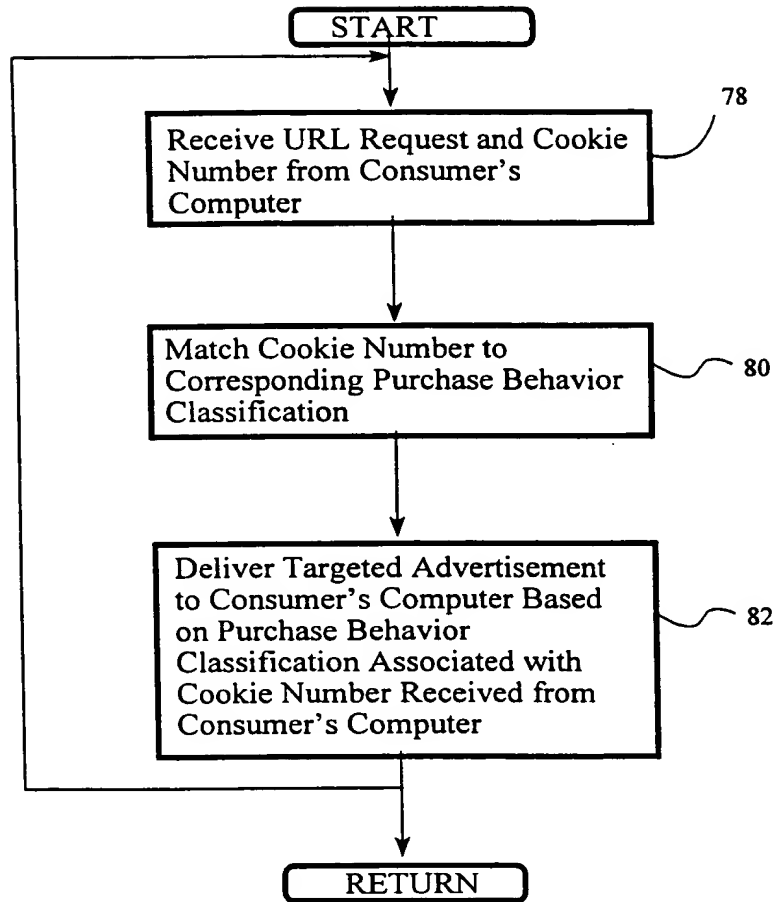 START
78
Receive URL Request and Cookie
Number from Consumer's
Computer
Match Cookie Number to
Corresponding Purchase Behavior
Classification
80
Deliver Targeted Advertisement
to Consumer's Computer Based
on Purchase Behavior
Classification Associated with
Cookie Number Received from
Consumer's Computer
82
RETURN